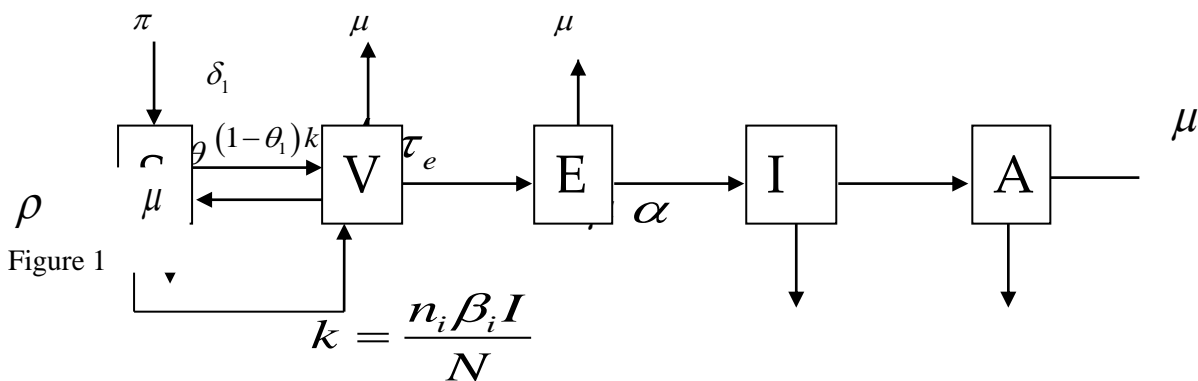 π μ μ
δ₁ μ
θ (1−θ₁)k V τₑ E I A
ρ μ α
Figure 1
k = nᵢβᵢI / N